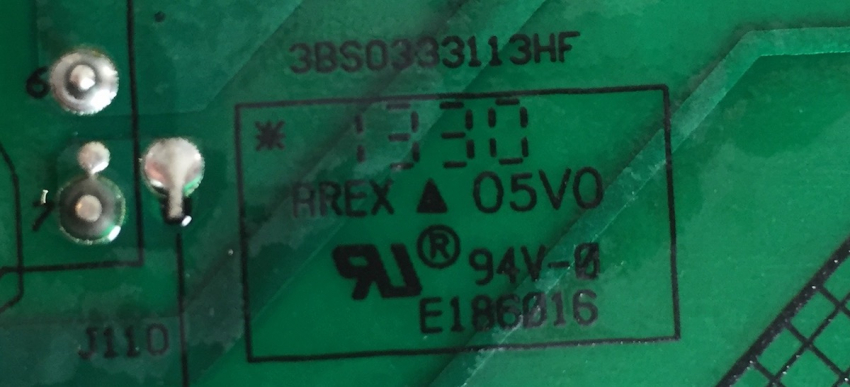 3BS0333113HF
6
* 1330
RREX ▲ 05V0
7
® 94V-0
E186016
J110